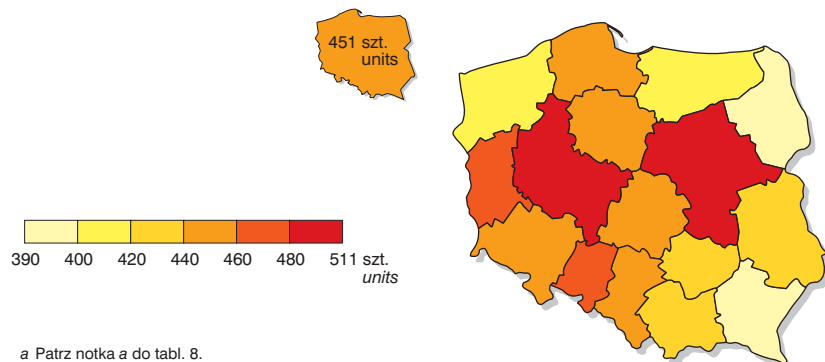 451 szt.
units
390 400 420 440 460 480 511 szt.
units
a Patrz notka a do tabl. 8.